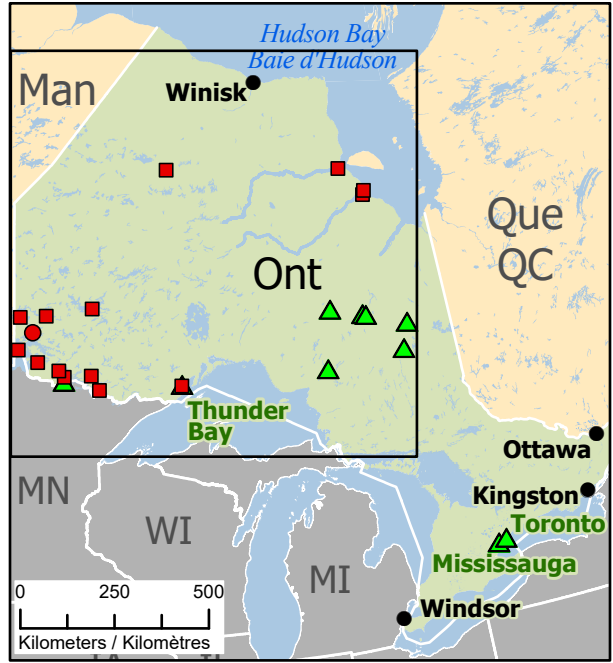 Hudson Bay
Baie d'Hudson
Man
Winisk
Que
QC
Ont
Thunder
Bay
Ottawa
MN
Kingston
WI
Toronto
Mississauga
MI
0 250 500
Windsor
Kilometers / Kilomètres